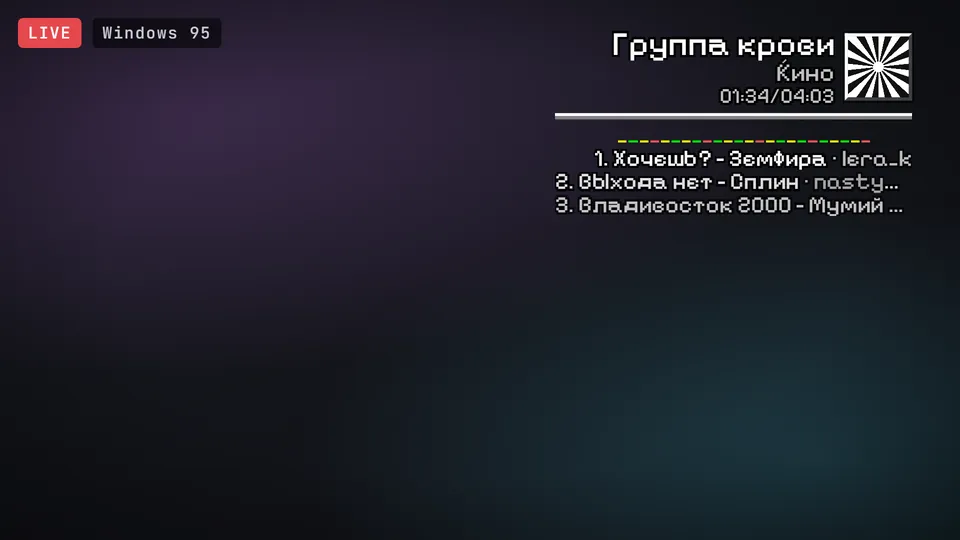 LIVE Windows 95
Группа крови
Кино
01:34/04:03
1. Хочешь? - Земфира · lera_k
2. Выхода нет - Сплин · nasty...
3. Владивосток 2000 - Мумий ...